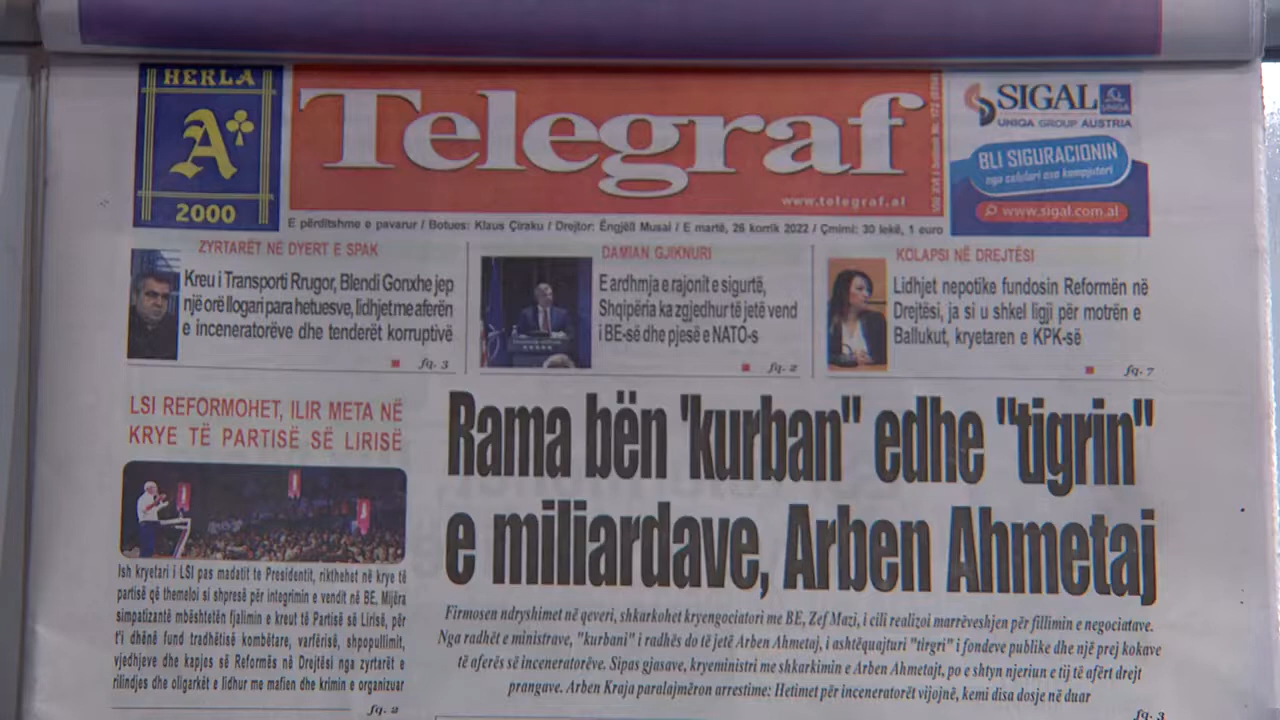 HERLA
A
2000
Telegraf
www.telegraf.al
SIGAL UNIQA
UNIQA GROUP AUSTRIA
BLI SIGURACIONIN
nga celulari ose kompjuteri
www.sigal.com.al
E përditshme e pavarur / Botues: Klaus Çiraku / Drejtor: Ëngjëll Musai / E martë, 26 korrik 2022 / Çmimi: 30 lekë, 1 euro
ZYRTARËT NË DYERT E SPAK
Kreu i Transporti Rrugor, Blendi Gonxhe jep
një orë llogari para hetuesve, lidhjet me aferën
e inceneratorëve dhe tenderët korruptivë
fq. 3
DAMIAN GJIKNURI
E ardhmja e rajonit e sigurtë,
Shqipëria ka zgjedhur të jetë vend
i BE-së dhe pjesë e NATO-s
fq. 2
KOLAPSI NË DREJTËSI
Lidhjet nepotike fundosin Reformën në
Drejtësi, ja si u shkel ligji për motrën e
Ballukut, kryetaren e KPK-së
fq. 7
LSI REFORMOHET, ILIR META NË
KRYE TË PARTISË SË LIRISË
Ish kryetari i LSI pas madatit te Presidentit, rikthehet në krye të
partisë që themeloi si shpresë për integrimin e vendit në BE. Mijëra
simpatizantë mbështetën fjalimin e kreut të Partisë së Lirisë, për
t'i dhënë fund tradhëtisë kombëtare, varfërisë, shpopullimit,
vjedhjeve dhe kapjes së Reformës në Drejtësi nga zyrtarët e
rilindjes dhe oligarkët e lidhur me mafien dhe krimin e organizuar
fq. 2
Rama bën "kurban" edhe "tigrin"
e miliardave, Arben Ahmetaj
Firmosen ndryshimet në qeveri, shkarkohet kryengociatori me BE, Zef Mazi, i cili realizoi marrëveshjen për fillimin e negociatave.
Nga radhët e ministrave, "kurbani" i radhës do të jetë Arben Ahmetaj, i ashtëquajturi "tigri" i fondeve publike dhe një prej kokave
të aferës së inceneratorëve. Sipas gjasave, kryeministri me shkarkimin e Arben Ahmetajt, po e shtyn njeriun e tij të afërt drejt
prangave. Arben Kraja paralajmëron arrestime: Hetimet për inceneratorët vijojnë, kemi disa dosje në duar
fq. 3